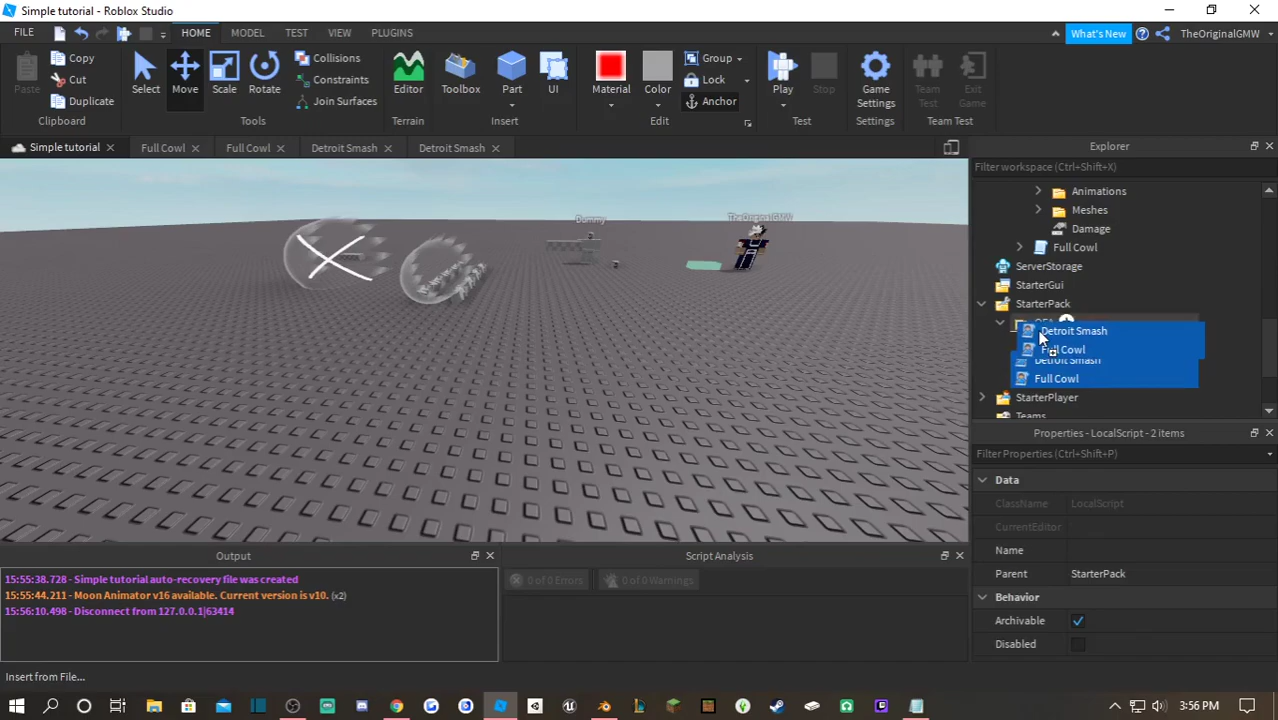 Simple tutorial - Roblox Studio
FILE HOME MODEL TEST VIEW PLUGINS What's New TheOriginalGMW
Copy Collisions Group
Cut Constraints Lock
Paste Duplicate Select Move Scale Rotate Join Surfaces Editor Toolbox Part UI Material Color Anchor Play Stop Game Settings Team Test Exit Game
Clipboard Tools Terrain Insert Edit Test Settings Team Test
Simple tutorial Full Cowl Full Cowl Detroit Smash Detroit Smash Explorer
Filter workspace (Ctrl+Shift+X)
Animations
Meshes
Dummy TheOriginalGMW
Damage
Full Cowl
ServerStorage
StarterGui
StarterPack
Detroit Smash
Full Cowl
Detroit Smash
Full Cowl
StarterPlayer
Teams
Properties - LocalScript - 2 items
Filter Properties (Ctrl+Shift+P)
Data
ClassName LocalScript
CurrentEditor
Name
Parent StarterPack
Behavior
Archivable
Disabled
Output Script Analysis
15:55:38.728 - Simple tutorial auto-recovery file was created
15:55:44.211 - Moon Animator v16 available. Current version is v10. (x2)
15:56:10.498 - Disconnect from 127.0.0.1|63414
0 of 0 Errors 0 of 0 Warnings
Insert from File...
3:56 PM